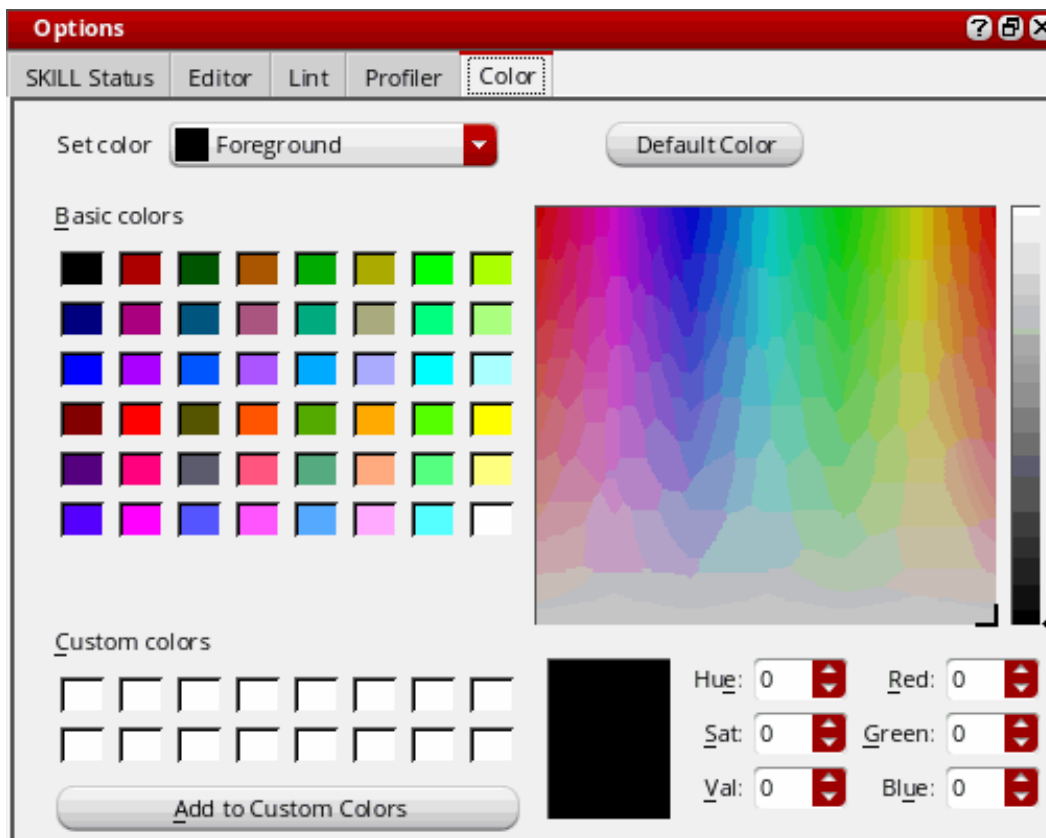 Options
SKILL Status Editor Lint Profiler Color
Set color Foreground Default Color
Basic colors
Custom colors
Hue: 0 Red: 0
Sat: 0 Green: 0
Val: 0 Blue: 0
Add to Custom Colors